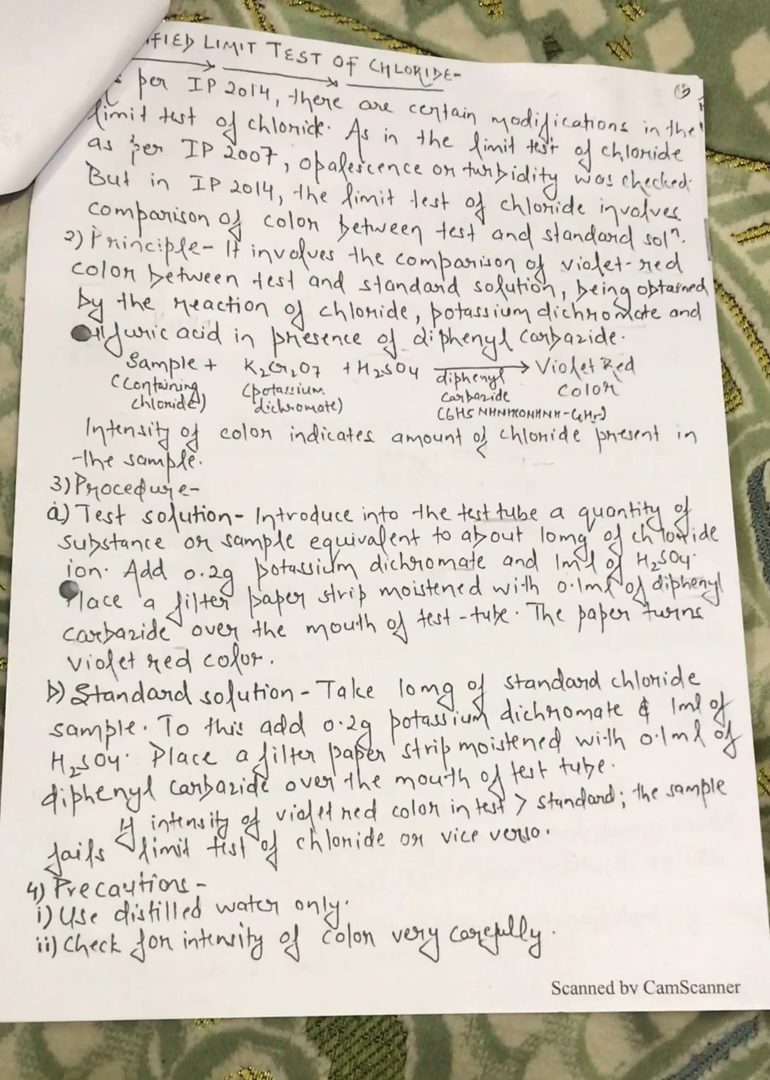 IFIED LIMIT TEST OF CHLORIDE-
per IP 2014, there are certain modifications in the
limit test of chloride. As in the limit test of chloride
as per IP 2007, opalescence or turbidity was checked.
But in IP 2014, the limit test of chloride involves
comparison of color between test and standard solⁿ.
2) Principle- It involves the comparison of violet-red
color between test and standard solution, being obtained
by the reaction of chloride, potassium dichromate and
sulfuric acid in presence of diphenyl carbazide.
Sample + K₂Cr₂O7 + H₂SO4 → Violet Red
(containing (potassium diphenyl color
chloride) dichromate) carbazide
(C6H5 NHNHCONHNH-C6H5)
Intensity of color indicates amount of chloride present in
the sample.
3) Procedure-
a) Test solution- Introduce into the test tube a quantity of
substance or sample equivalent to about 10mg of chloride
ion. Add 0.2g potassium dichromate and 1ml of H₂SO4.
Place a filter paper strip moistened with 0.1ml of diphenyl
carbazide over the mouth of test-tube. The paper turns
violet red color.
b) Standard solution- Take 10mg of standard chloride
sample. To this add 0.2g potassium dichromate & 1ml of
H₂SO4. Place a filter paper strip moistened with 0.1ml of
diphenyl carbazide over the mouth of test tube.
If intensity of violet red color in test > standard; the sample
fails limit test of chloride or vice verso.
4) Precautions-
i) Use distilled water only.
ii) Check for intensity of color very carefully.
Scanned by CamScanner